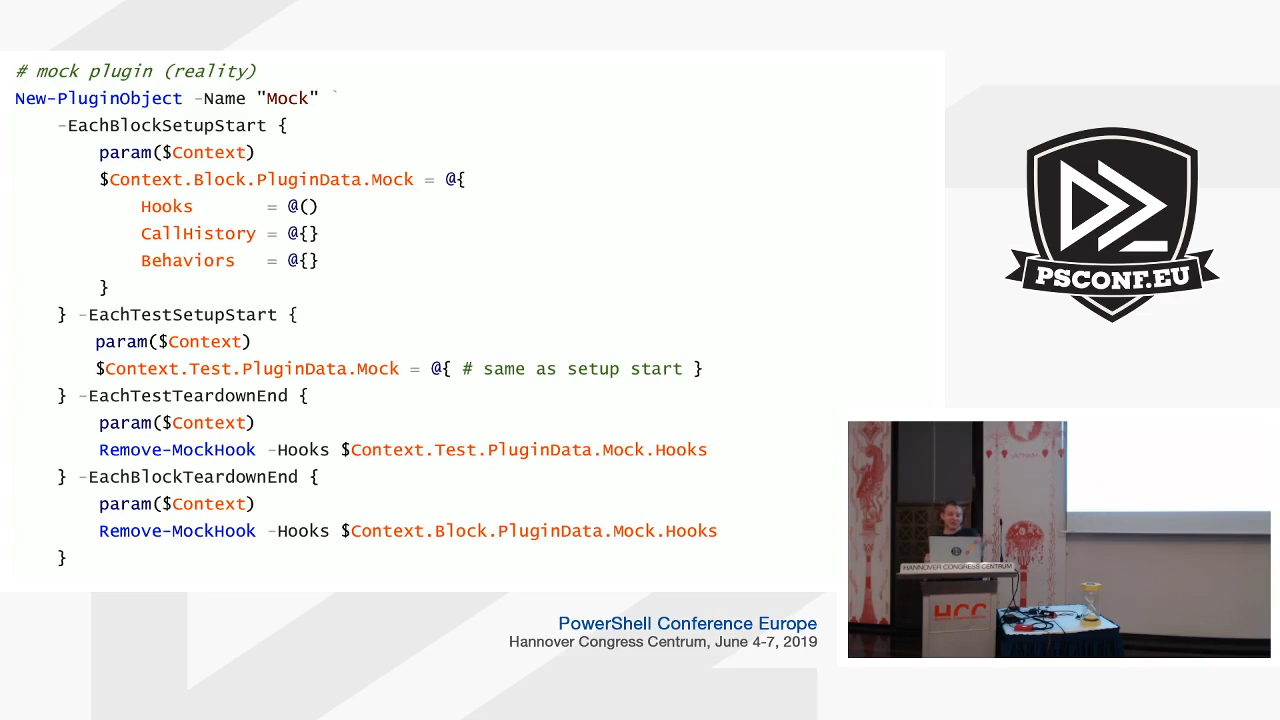 # mock plugin (reality)
New-PluginObject -Name "Mock" `
    -EachBlockSetupStart {
        param($Context)
        $Context.Block.PluginData.Mock = @{
            Hooks       = @()
            CallHistory = @{}
            Behaviors   = @{}
        }
    } -EachTestSetupStart {
        param($Context)
        $Context.Test.PluginData.Mock = @{ # same as setup start }
    } -EachTestTeardownEnd {
        param($Context)
        Remove-MockHook -Hooks $Context.Test.PluginData.Mock.Hooks
    } -EachBlockTeardownEnd {
        param($Context)
        Remove-MockHook -Hooks $Context.Block.PluginData.Mock.Hooks
    }
PSCONF.EU
HANNOVER CONGRESS CENTRUM
HCC
PowerShell Conference Europe
Hannover Congress Centrum, June 4-7, 2019